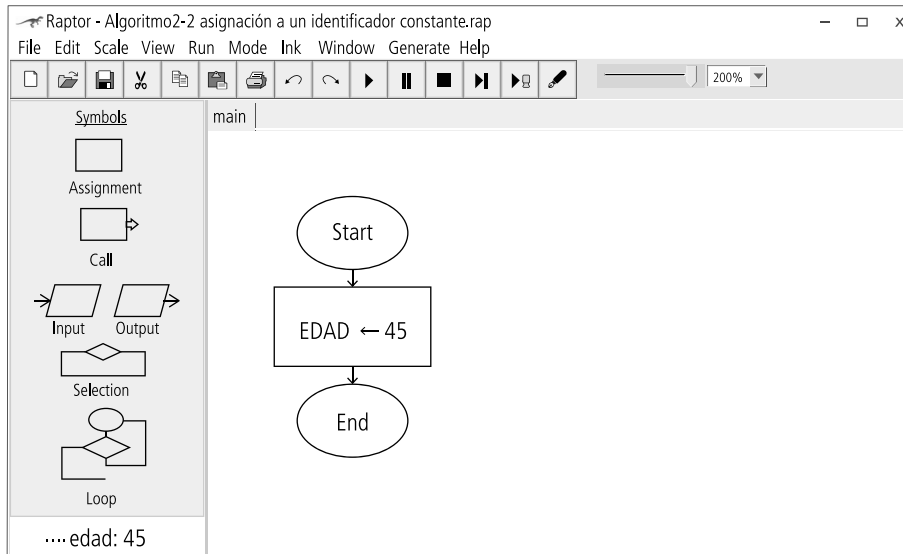 Raptor - Algoritmo2-2 asignación a un identificador constante.rap
File Edit Scale View Run Mode Ink Window Generate Help
200%
Symbols
main
Assignment
Call
Input Output
Selection
Loop
Start
EDAD ← 45
End
edad: 45